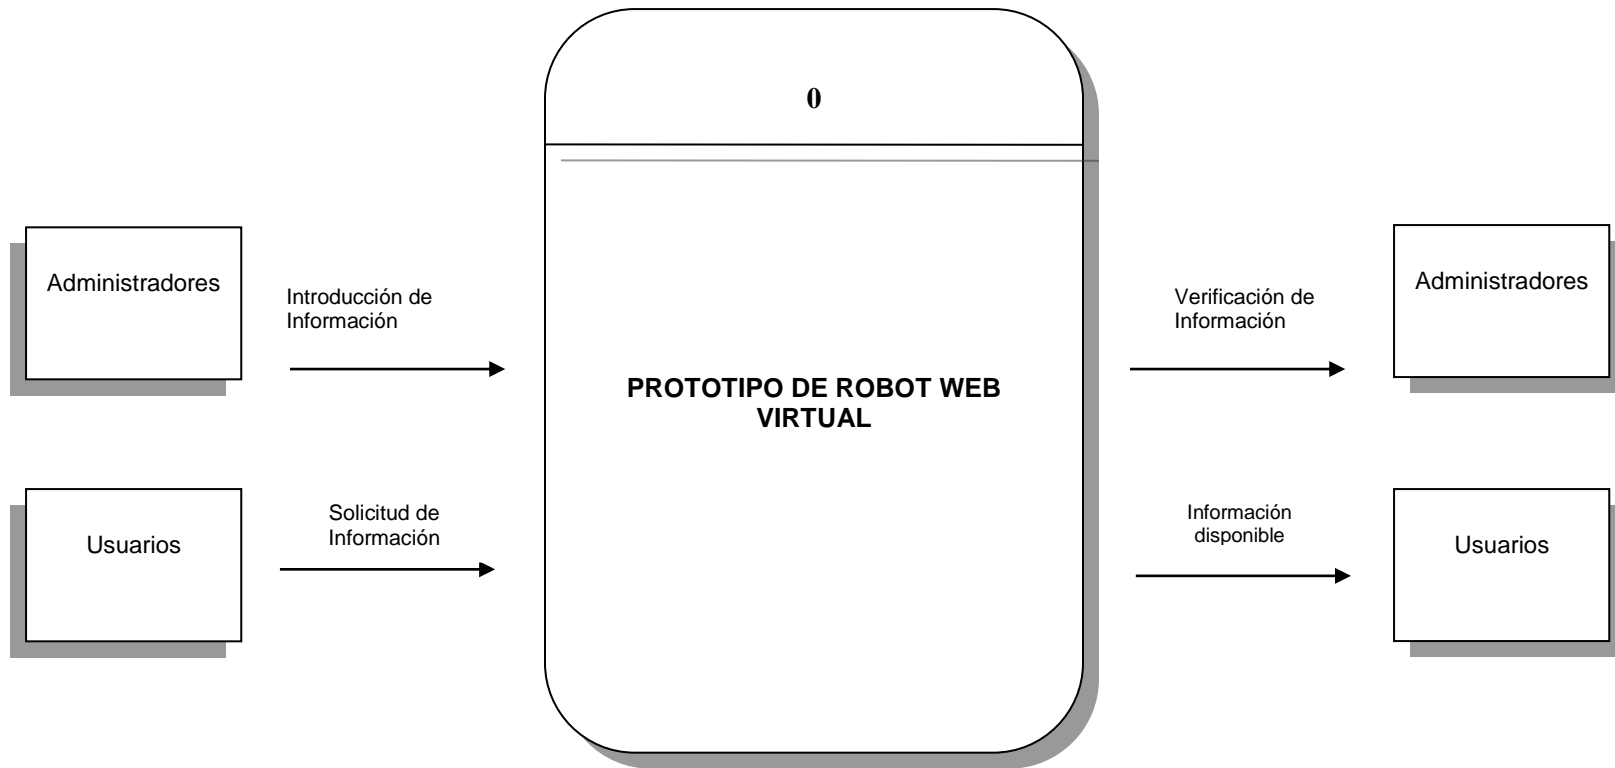 0
Administradores
Introducción de
Información
PROTOTIPO DE ROBOT WEB
VIRTUAL
Verificación de
Información
Administradores
Usuarios
Solicitud de
Información
Información
disponible
Usuarios